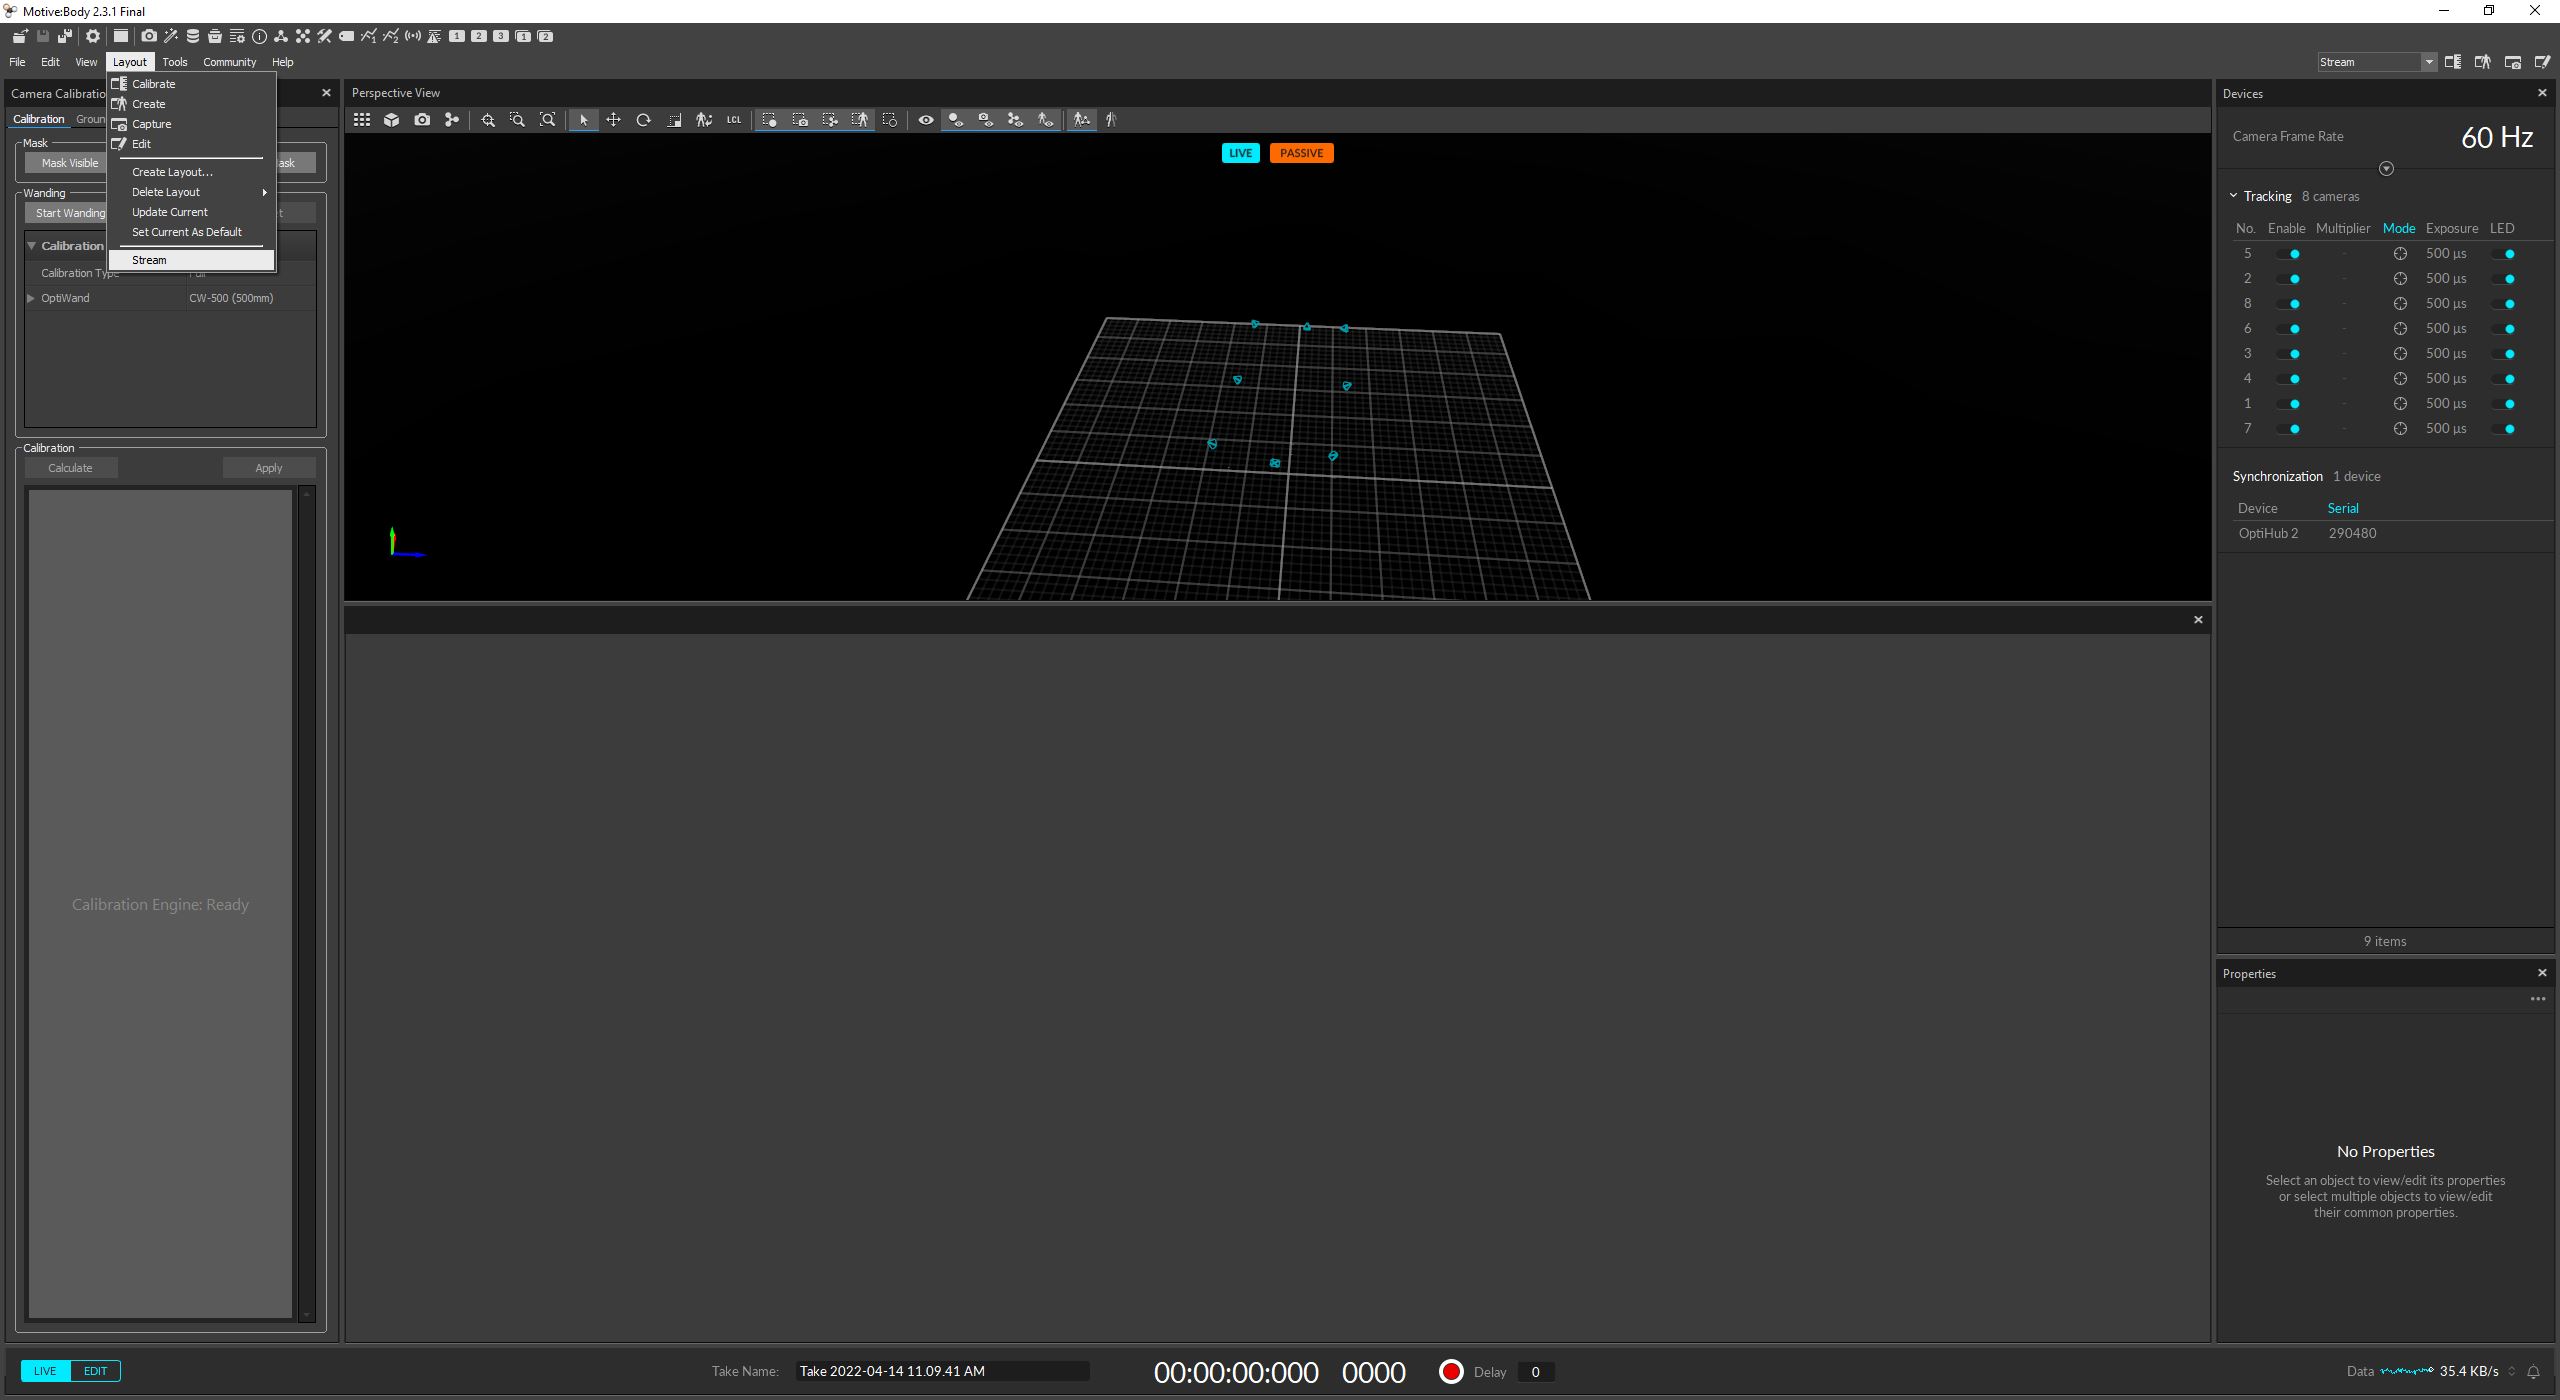 Motive:Body 2.3.1 Final
1 2 3 1 2
File Edit View Layout Tools Community Help
Stream
Calibrate
Create
Capture
Edit
Create Layout...
Delete Layout
Update Current
Set Current As Default
Stream
Camera Calibratio
Calibration Groun
Mask
Mask Visible ask
Wanding
Start Wanding t
Calibration
Calibration Type Full
OptiWand CW-500 (500mm)
Calibration
Calculate Apply
Calibration Engine: Ready
Perspective View
LCL
LIVE PASSIVE
Devices
Camera Frame Rate 60 Hz
Tracking 8 cameras
No. Enable Multiplier Mode Exposure LED
5 - 500 µs
2 - 500 µs
8 - 500 µs
6 - 500 µs
3 - 500 µs
4 - 500 µs
1 - 500 µs
7 - 500 µs
Synchronization 1 device
Device Serial
OptiHub 2 290480
9 items
Properties
No Properties
Select an object to view/edit its properties
or select multiple objects to view/edit
their common properties.
LIVE EDIT
Take Name: Take 2022-04-14 11.09.41 AM
00:00:00:000 0000
Delay 0
Data 35.4 KB/s